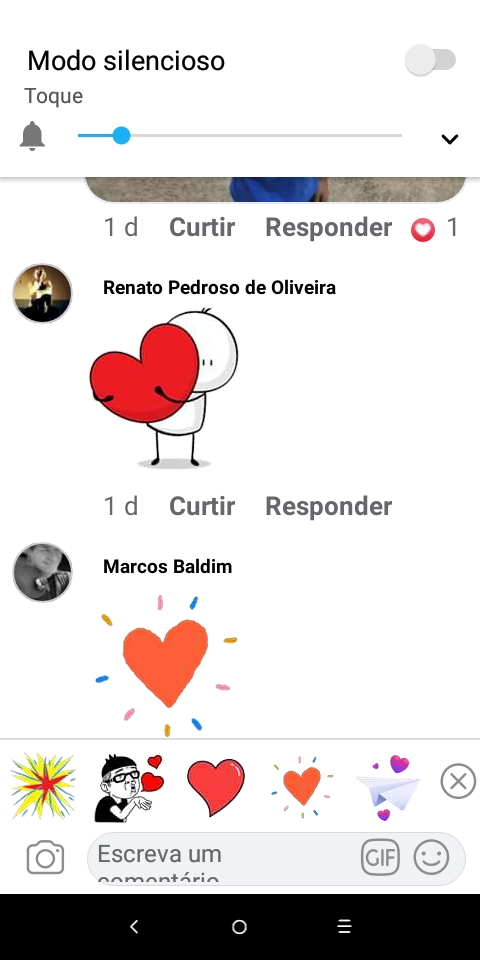 Modo silencioso
Toque
1 d Curtir Responder 1
Renato Pedroso de Oliveira
1 d Curtir Responder
Marcos Baldim
Escreva um
comentário
GIF